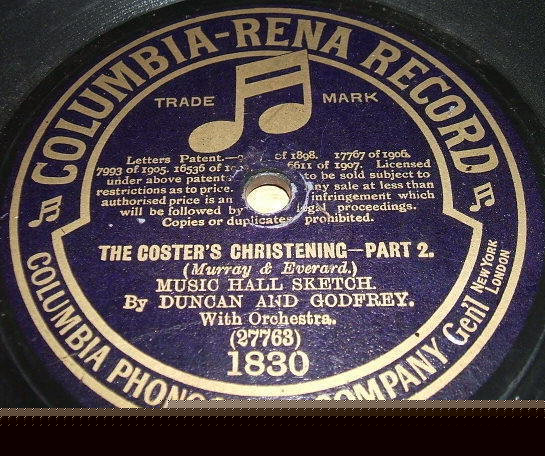 COLUMBIA-RENA RECORD
TRADE MARK
Letters Patent.— of 1898. 17767 of 1906.
7993 of 1905. 16536 of 6611 of 1907. Licensed
under above patent to be sold subject to
restrictions as to price. ny sale at less than
authorised price is an infringement which
will be followed by legal proceedings.
Copies or duplicates prohibited.
THE COSTER'S CHRISTENING—PART 2.
(Murray & Everard.)
MUSIC HALL SKETCH.
By DUNCAN AND GODFREY.
With Orchestra.
(27763)
1830
COLUMBIA PHONO COMPANY Genl
NEW YORK
LONDON